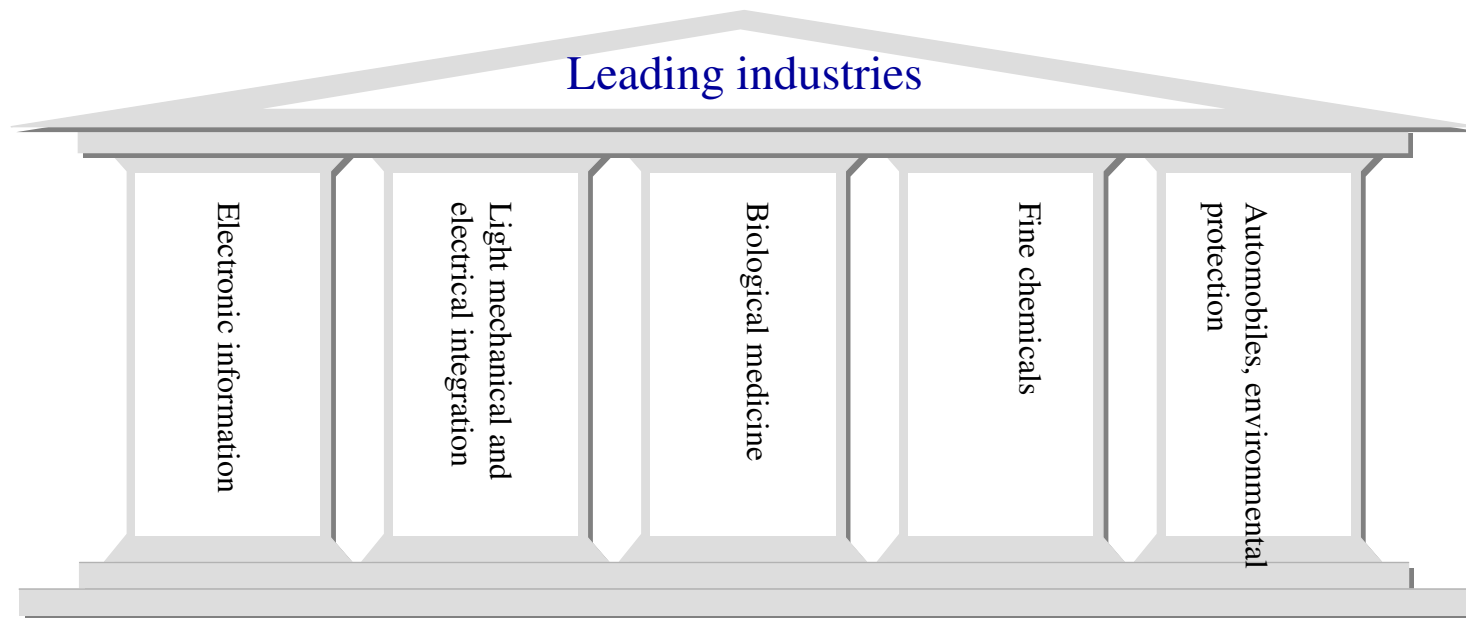 Leading industries
Electronic information
Light mechanical and
electrical integration
Biological medicine
Fine chemicals
Automobiles, environmental
protection